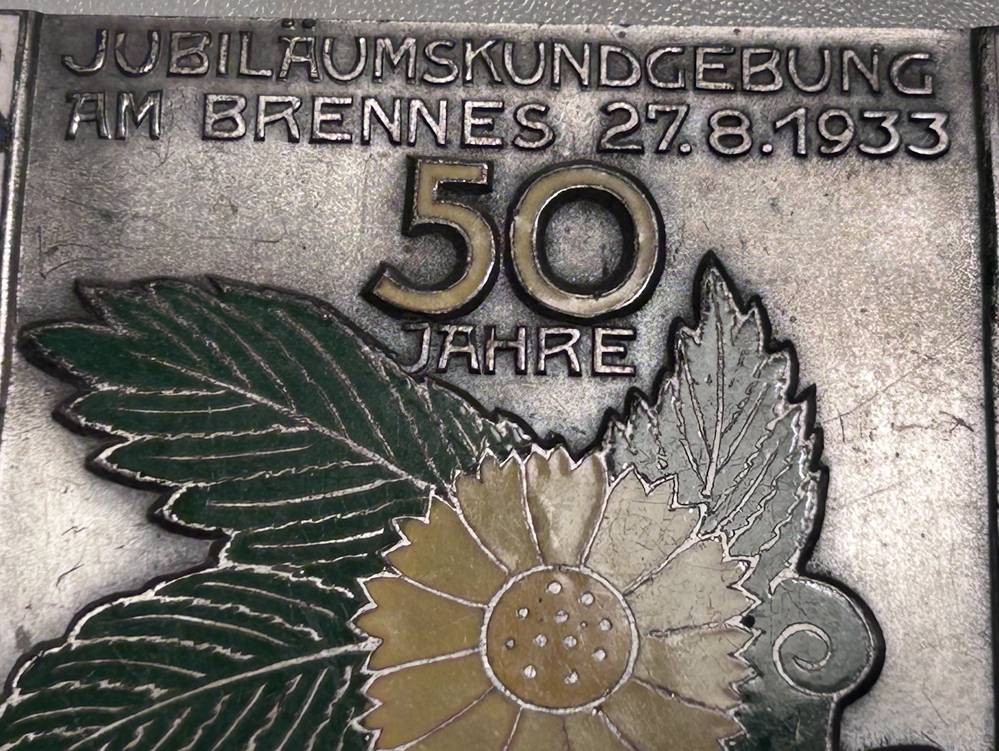 JUBILÄUMSKUNDGEBUNG
AM BRENNES 27.8.1933
50
JAHRE